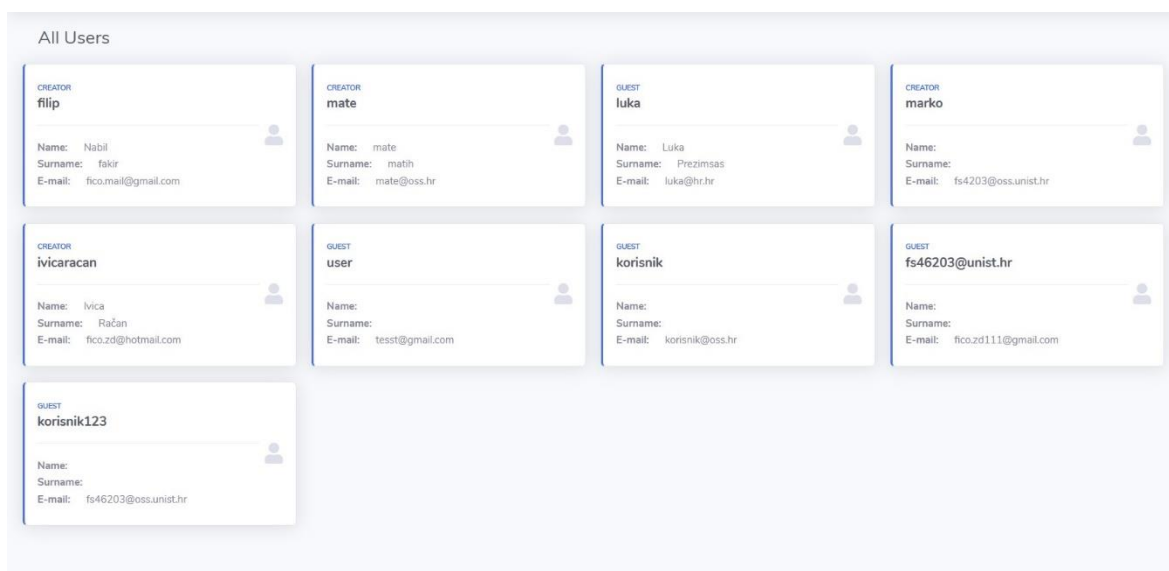 All Users
CREATOR
filip
Name: Nabil
Surname: fakir
E-mail: fico.mail@gmail.com
CREATOR
mate
Name: mate
Surname: matih
E-mail: mate@oss.hr
GUEST
luka
Name: Luka
Surname: Prezimsas
E-mail: luka@hr.hr
CREATOR
marko
Name:
Surname:
E-mail: fs4203@oss.unist.hr
CREATOR
ivicaracan
Name: Ivica
Surname: Račan
E-mail: fico.zd@hotmail.com
GUEST
user
Name:
Surname:
E-mail: tesst@gmail.com
GUEST
korisnik
Name:
Surname:
E-mail: korisnik@oss.hr
GUEST
fs46203@unist.hr
Name:
Surname:
E-mail: fico.zd111@gmail.com
GUEST
korisnik123
Name:
Surname:
E-mail: fs46203@oss.unist.hr